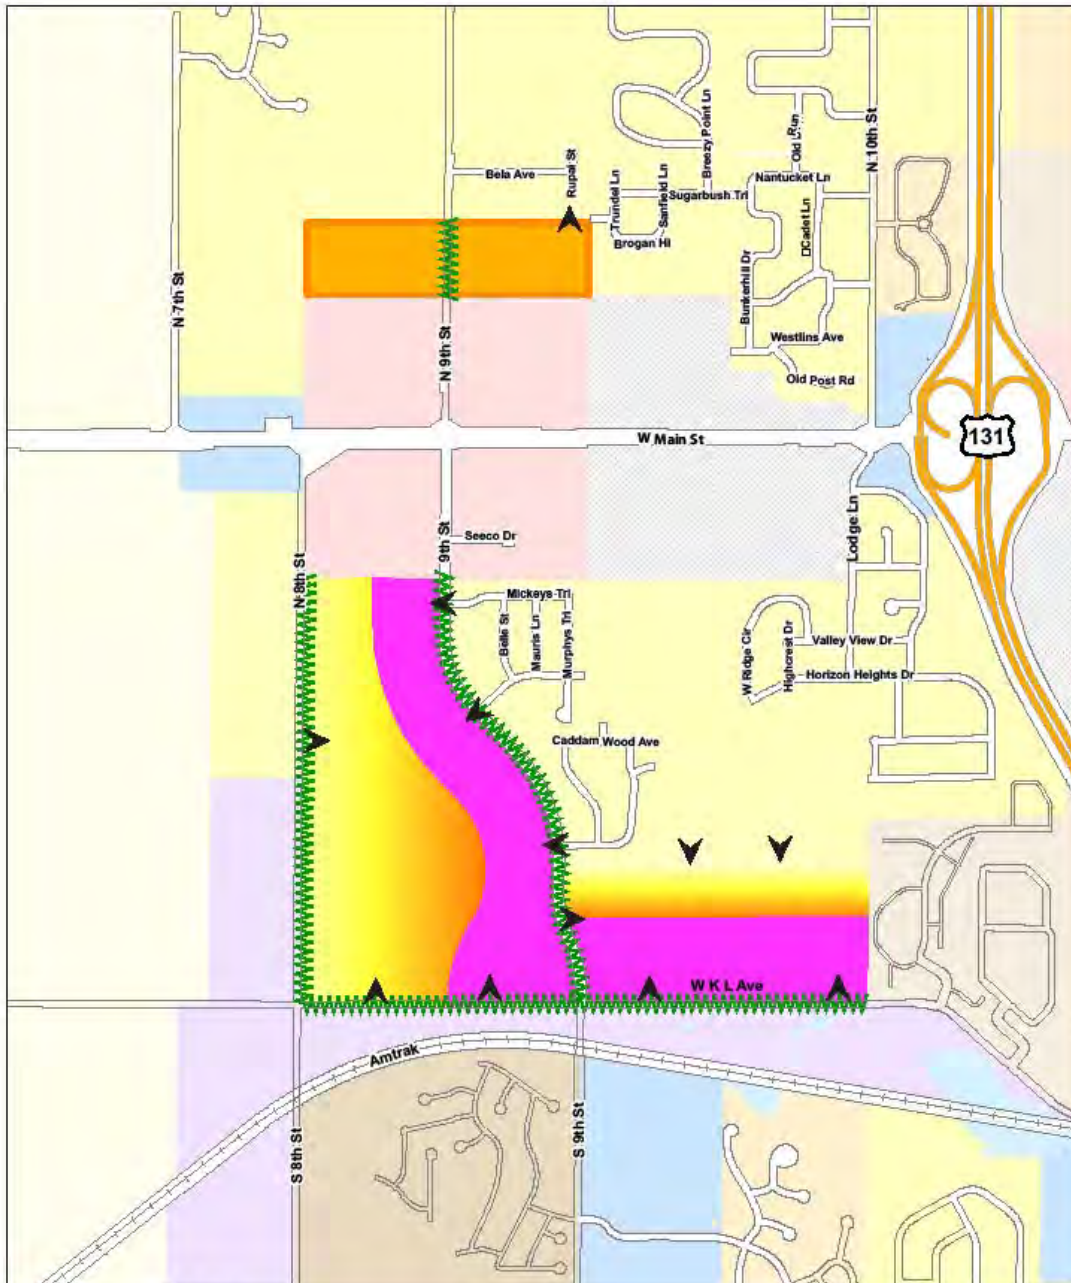 Breezy Point Ln
Old
Run
N 10th St
Bela Ave
Rupal St
Nantucket Ln
Trundel Ln
Sanfield Ln
Sugarbush Trl
Cadet Ln
Brogan Hl
N 7th St
Bunkerhill Dr
N 9th St
Westlins Ave
Old Post Rd
W Main St
131
9th St
Seeco Dr
Lodge Ln
N 8th St
Mickeys Trl
Belle St
Mauris Ln
Murphys Trl
W Ridge Cir
Highcrest Dr
Valley View Dr
Horizon Heights Dr
Caddam Wood Ave
W K L Ave
Amtrak
S 8th St
S 9th St